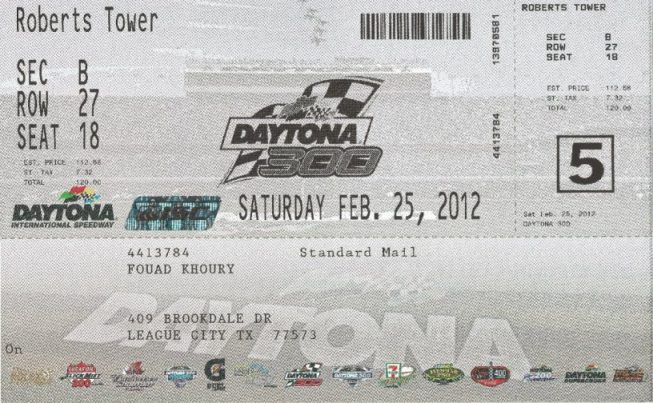 Roberts Tower
SEC B
ROW 27
SEAT 18
EST. PRICE 112.68
ST. TAX 7.32
TOTAL 120.00
DAYTONA
INTERNATIONAL SPEEDWAY
DAYTONA
300
SATURDAY FEB. 25, 2012
13970581
4413784
ROBERTS TOWER
SEC B
ROW 27
SEAT 18
EST. PRICE 112.68
ST. TAX 7.32
TOTAL 120.00
5
Sat Feb. 25, 2012
DAYTONA 300
4413784 Standard Mail
FOUAD KHOURY
409 BROOKDALE DR
LEAGUE CITY TX 77573
DAYTONA
On